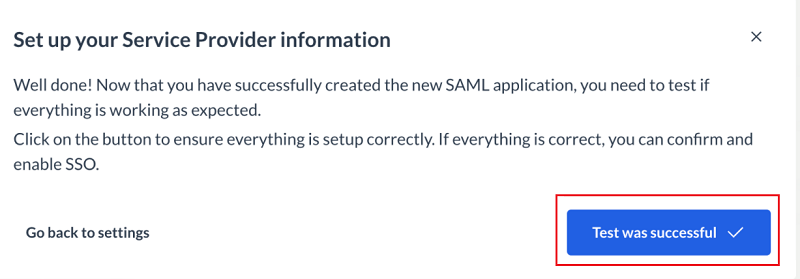 Set up your Service Provider information
Well done! Now that you have successfully created the new SAML application, you need to test if
everything is working as expected.
Click on the button to ensure everything is setup correctly. If everything is correct, you can confirm and
enable SSO.
Go back to settings
Test was successful